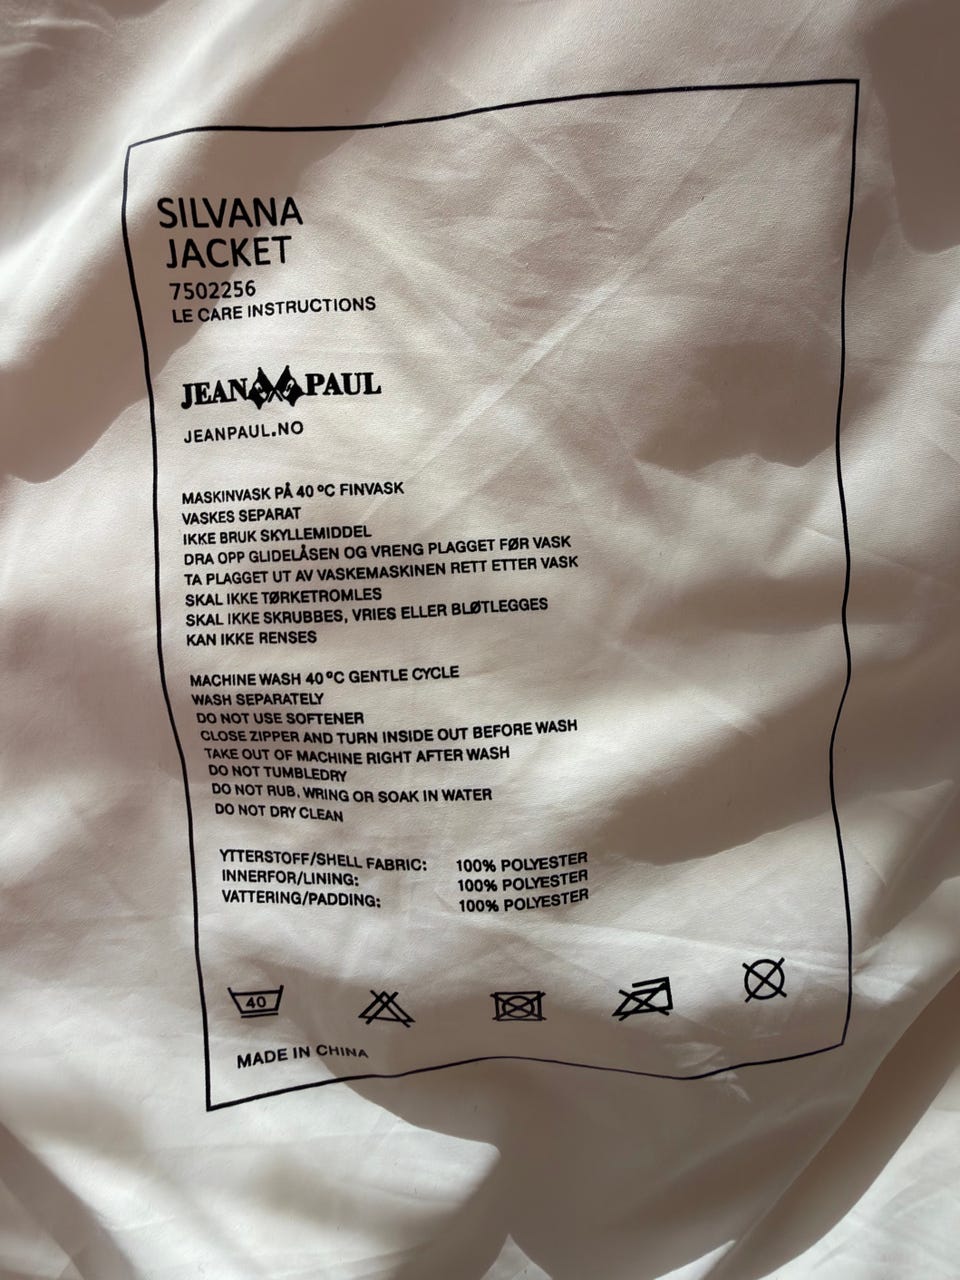 SILVANA
JACKET
7502256
LE CARE INSTRUCTIONS
JEAN PAUL
JEANPAUL.NO
MASKINVASK PÅ 40 ºC FINVASK
VASKES SEPARAT
IKKE BRUK SKYLLEMIDDEL
DRA OPP GLIDELÅSEN OG VRENG PLAGGET FØR VASK
TA PLAGGET UT AV VASKEMASKINEN RETT ETTER VASK
SKAL IKKE TØRKETROMLES
SKAL IKKE SKRUBBES, VRIES ELLER BLØTLEGGES
KAN IKKE RENSES
MACHINE WASH 40 ºC GENTLE CYCLE
WASH SEPARATELY
DO NOT USE SOFTENER
CLOSE ZIPPER AND TURN INSIDE OUT BEFORE WASH
TAKE OUT OF MACHINE RIGHT AFTER WASH
DO NOT TUMBLEDRY
DO NOT RUB, WRING OR SOAK IN WATER
DO NOT DRY CLEAN
YTTERSTOFF/SHELL FABRIC: 100% POLYESTER
INNERFOR/LINING: 100% POLYESTER
VATTERING/PADDING: 100% POLYESTER
40
MADE IN CHINA